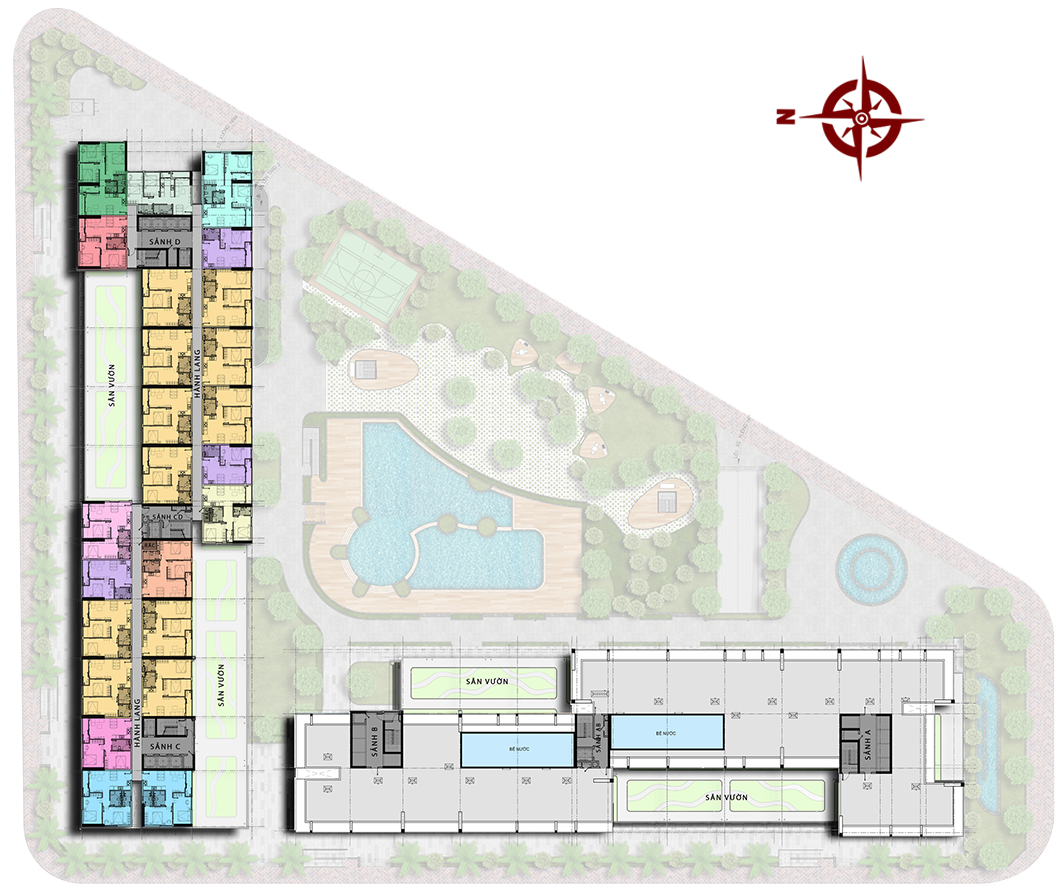 N
SẢNH D
HÀNH LANG
SÂN VƯỜN
SẢNH CD
RÁC
SÂN VƯỜN
HÀNH LANG
SẢNH C
SÂN VƯỜN
SẢNH B
BỂ NƯỚC
SẢNH AB
BỂ NƯỚC
SẢNH A
SÂN VƯỜN